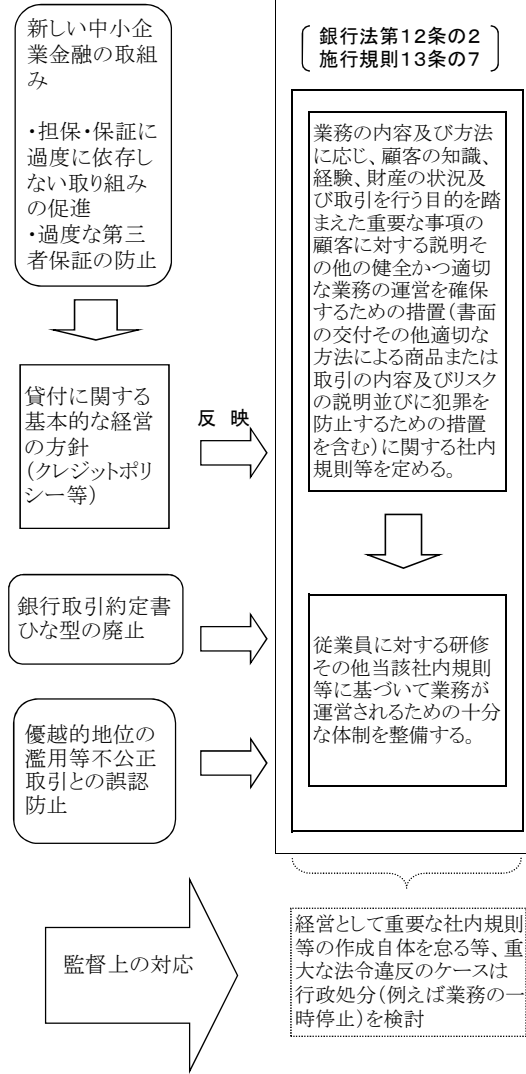 新しい中小企
業金融の取組
み
・担保・保証に
過度に依存し
ない取り組み
の促進
・過度な第三
者保証の防止
貸付に関する
基本的な経営
の方針
(クレジットポリ
シー等)
反 映
銀行取引約定書
ひな型の廃止
優越的地位の
濫用等不公正
取引との誤認
防止
銀行法第12条の2
施行規則13条の7
業務の内容及び方法
に応じ、顧客の知識、
経験、財産の状況及
び取引を行う目的を踏
まえた重要な事項の
顧客に対する説明そ
の他の健全かつ適切
な業務の運営を確保
するための措置(書面
の交付その他適切な
方法による商品または
取引の内容及びリスク
の説明並びに犯罪を
防止するための措置
を含む)に関する社内
規則等を定める。
従業員に対する研修
その他当該社内規則
等に基づいて業務が
運営されるための十分
な体制を整備する。
監督上の対応
経営として重要な社内規則
等の作成自体を怠る等、重
大な法令違反のケースは
行政処分(例えば業務の一
時停止)を検討